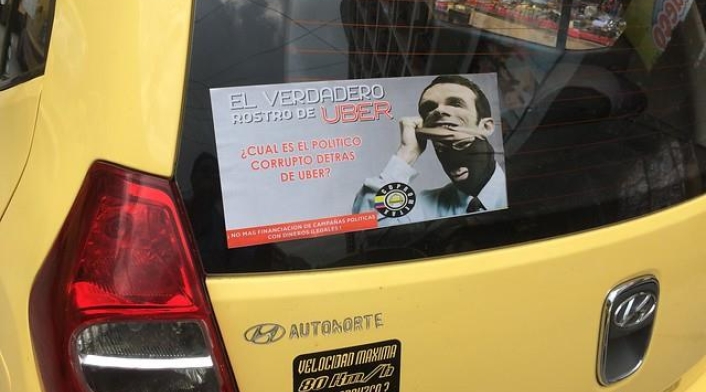 EL VERDADERO
ROSTRO DE UBER
¿CUAL ES EL POLITICO
CORRUPTO DETRAS
DE UBER?
¡ NO MAS FINANCIACION DE CAMPAÑAS POLITICAS
CON DINEROS ILEGALES !
AUTONORTE
VELOCIDAD MAXIMA
80 Km/h